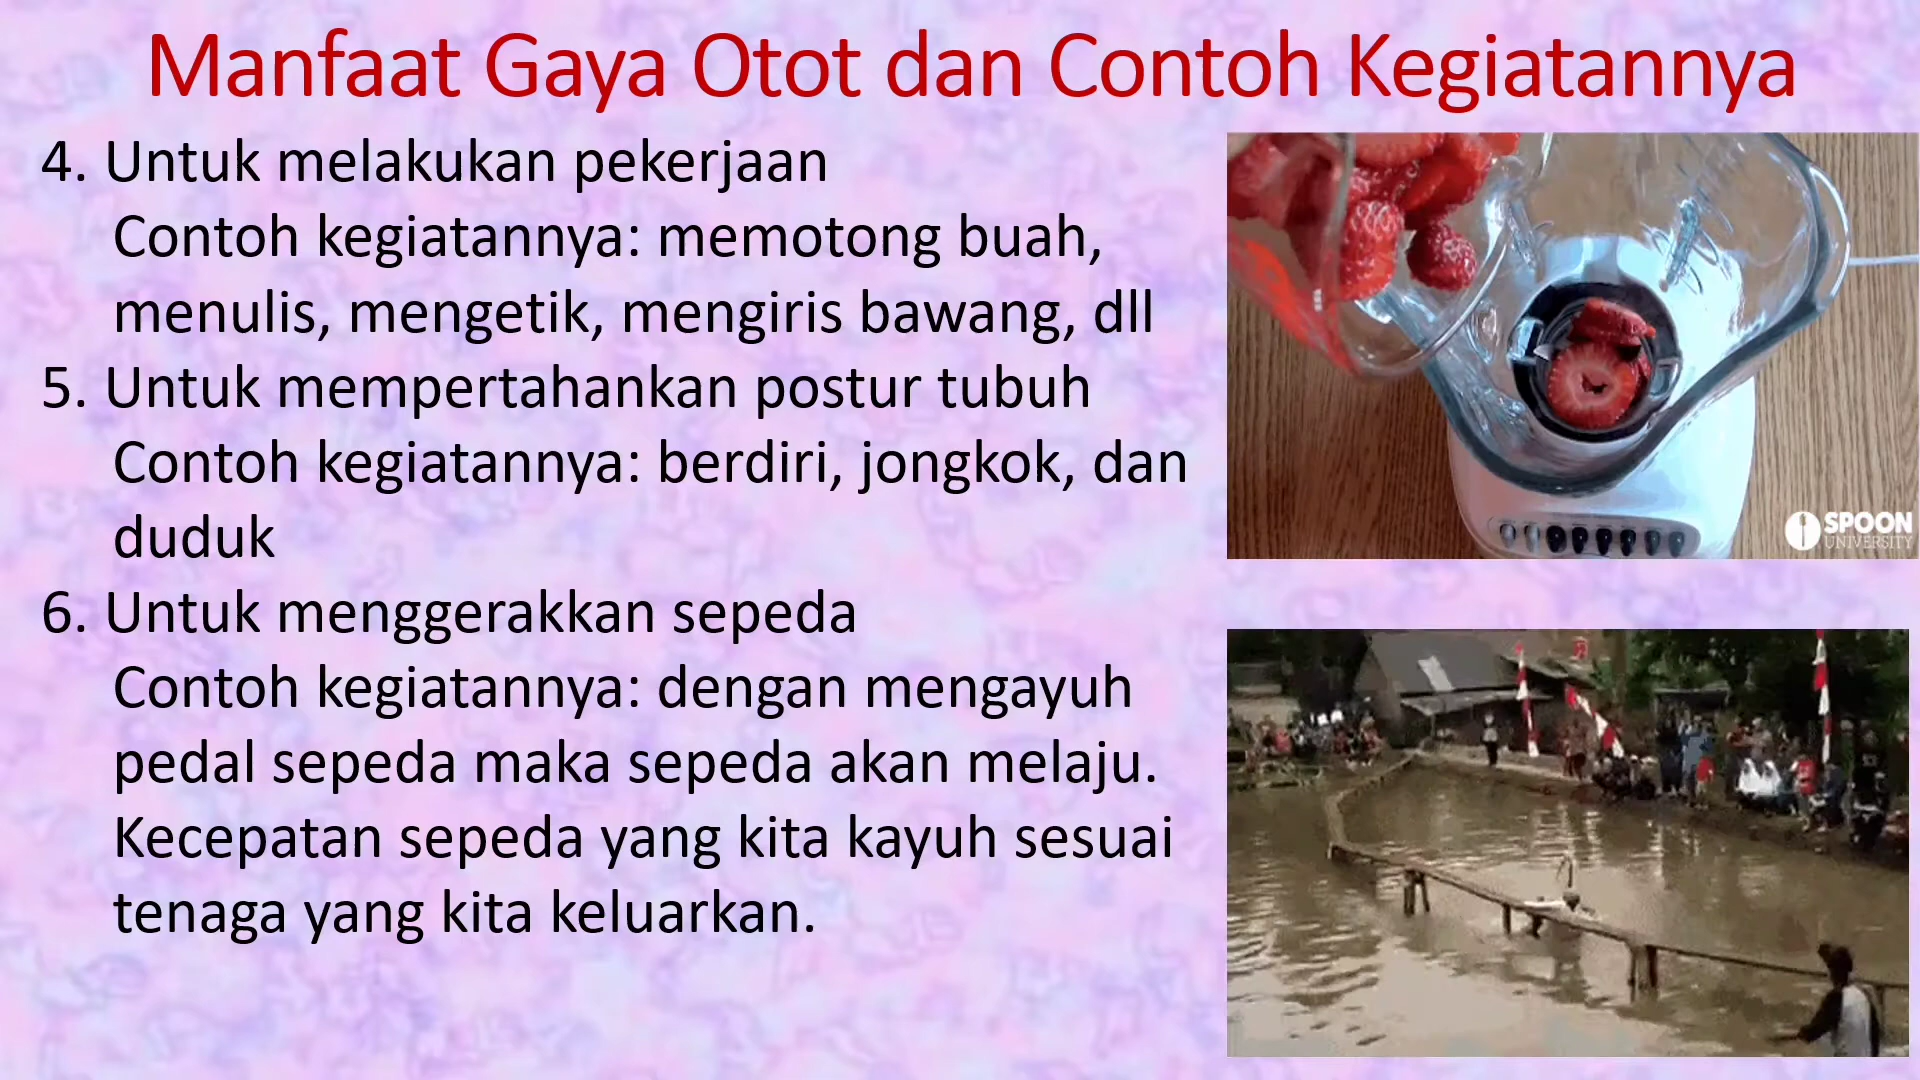 Manfaat Gaya Otot dan Contoh Kegiatannya
4. Untuk melakukan pekerjaan
Contoh kegiatannya: memotong buah,
menulis, mengetik, mengiris bawang, dll
5. Untuk mempertahankan postur tubuh
Contoh kegiatannya: berdiri, jongkok, dan
duduk
6. Untuk menggerakkan sepeda
Contoh kegiatannya: dengan mengayuh
pedal sepeda maka sepeda akan melaju.
Kecepatan sepeda yang kita kayuh sesuai
tenaga yang kita keluarkan.
SPOON
UNIVERSITY